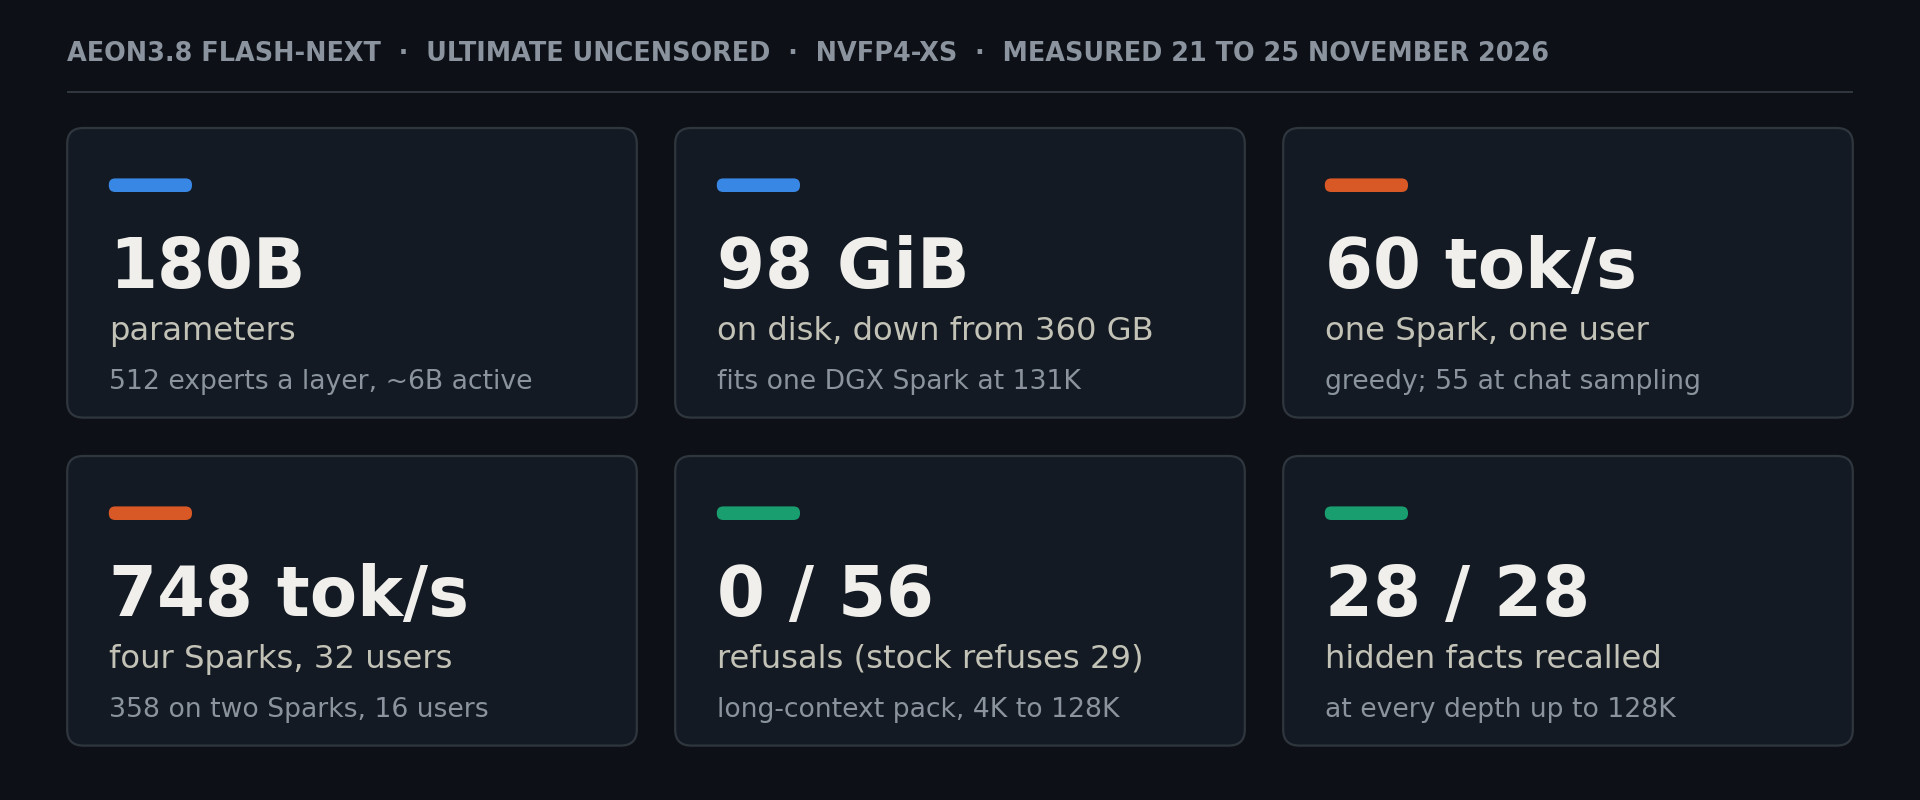 AEON3.8 FLASH-NEXT · ULTIMATE UNCENSORED · NVFP4-XS · MEASURED 21 TO 25 NOVEMBER 2026
180B
parameters
512 experts a layer, ~6B active
98 GiB
on disk, down from 360 GB
fits one DGX Spark at 131K
60 tok/s
one Spark, one user
greedy; 55 at chat sampling
748 tok/s
four Sparks, 32 users
358 on two Sparks, 16 users
0 / 56
refusals (stock refuses 29)
long-context pack, 4K to 128K
28 / 28
hidden facts recalled
at every depth up to 128K